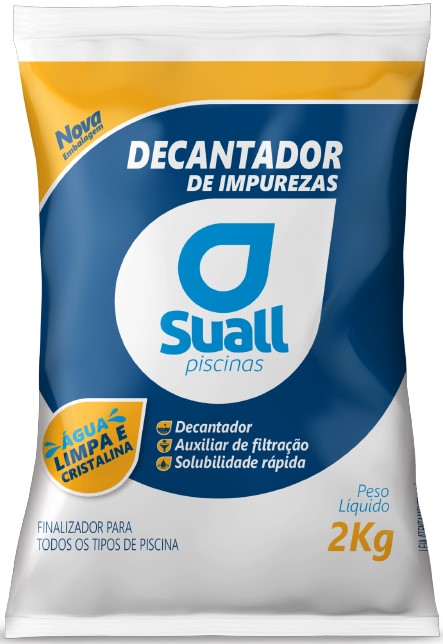 Nova
Embalagem
DECANTADOR
DE IMPUREZAS
Suall
piscinas
ÁGUA
LIMPA E
CRISTALINA
Decantador
Auxiliar de filtração
Solubilidade rápida
FINALIZADOR PARA
TODOS OS TIPOS DE PISCINA
Peso
Líquido
2Kg